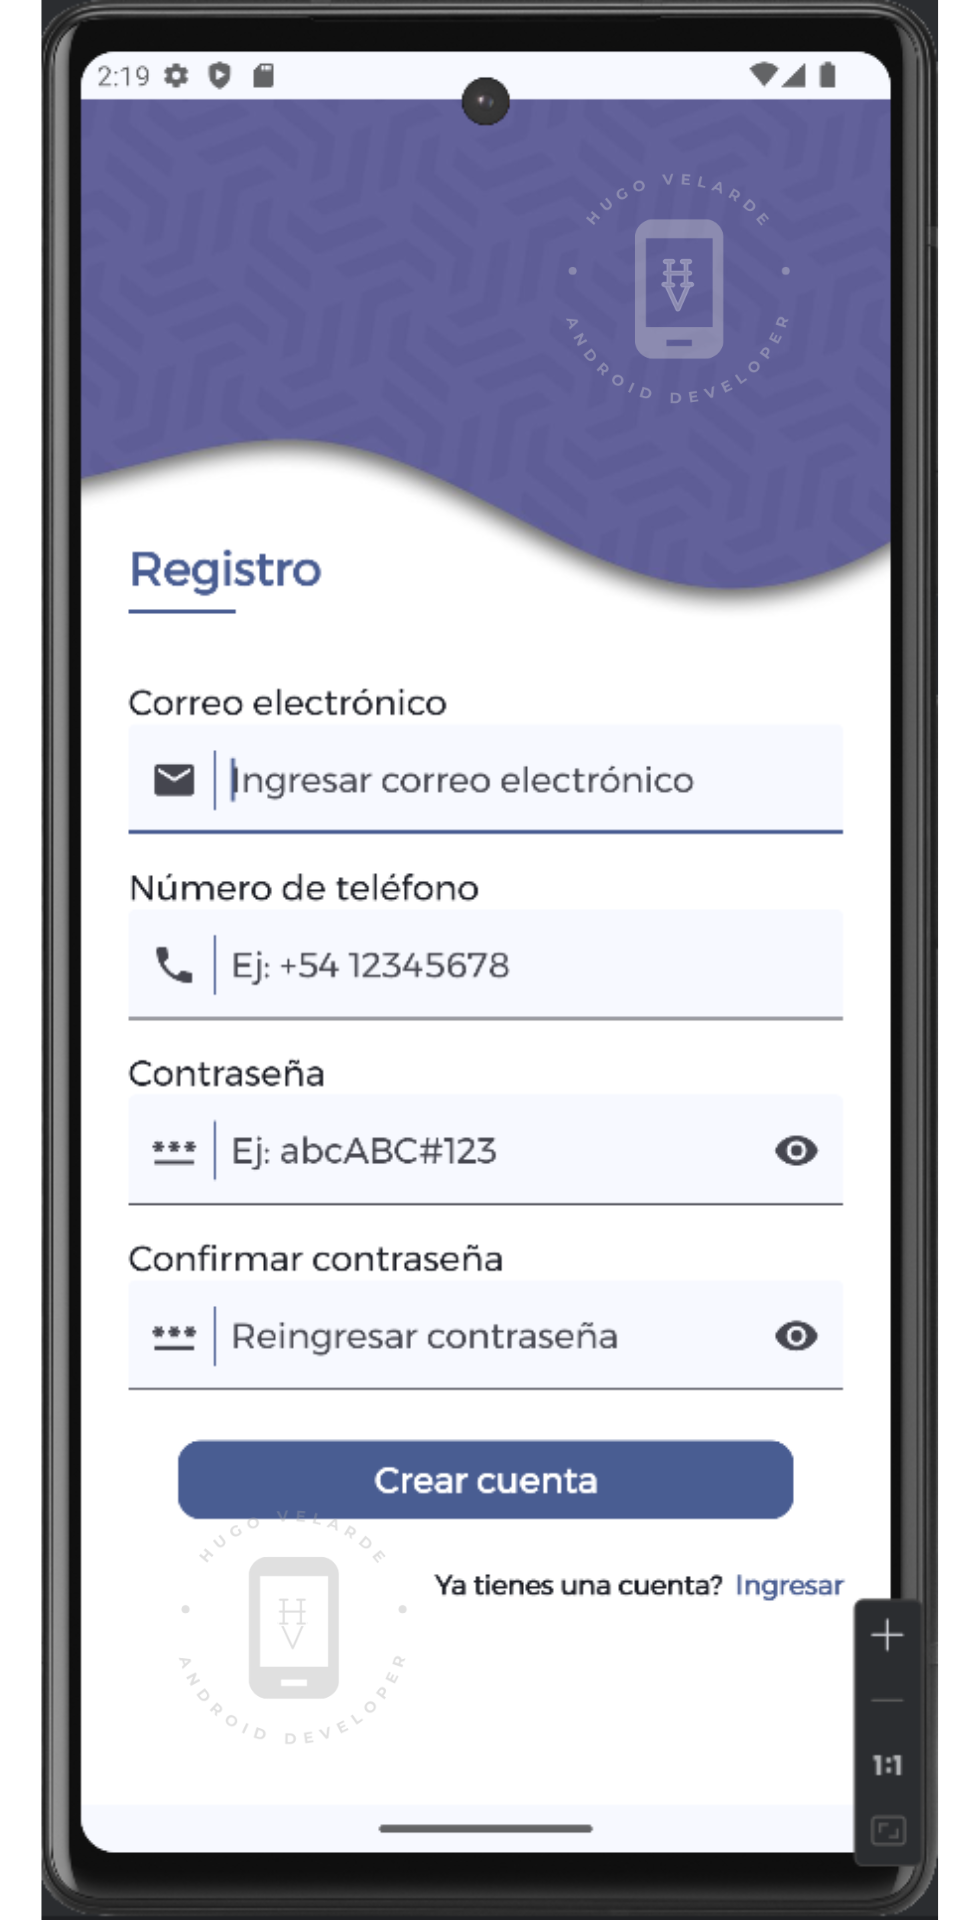 2:19
HUGO VELARDE
HV
ANDROID DEVELOPER
Registro
Correo electrónico
Ingresar correo electrónico
Número de teléfono
Ej: +54 12345678
Contraseña
*** Ej: abcABC#123
Confirmar contraseña
*** Reingresar contraseña
Crear cuenta
HUGO VELARDE
HV
ANDROID DEVELOPER
Ya tienes una cuenta? Ingresar
1:1